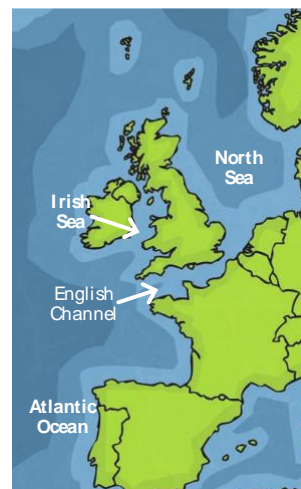 North
Sea
Irish
Sea
English
Channel
Atlantic
Ocean